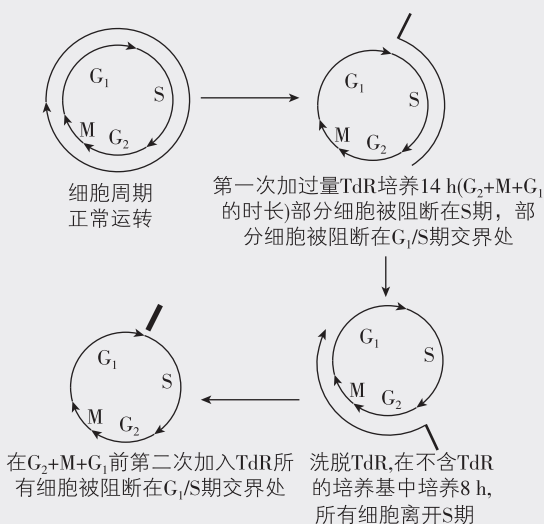 G₁
S
M
G₂
细胞周期
正常运转
G₁
S
M
G₂
第一次加过量TdR培养14 h(G₂+M+G₁
的时长)部分细胞被阻断在S期，部
分细胞被阻断在G₁/S期交界处
G₁
S
M
G₂
洗脱TdR,在不含TdR
的培养基中培养8 h,
所有细胞离开S期
G₁
S
M
G₂
在G₂+M+G₁前第二次加入TdR所
有细胞被阻断在G₁/S期交界处